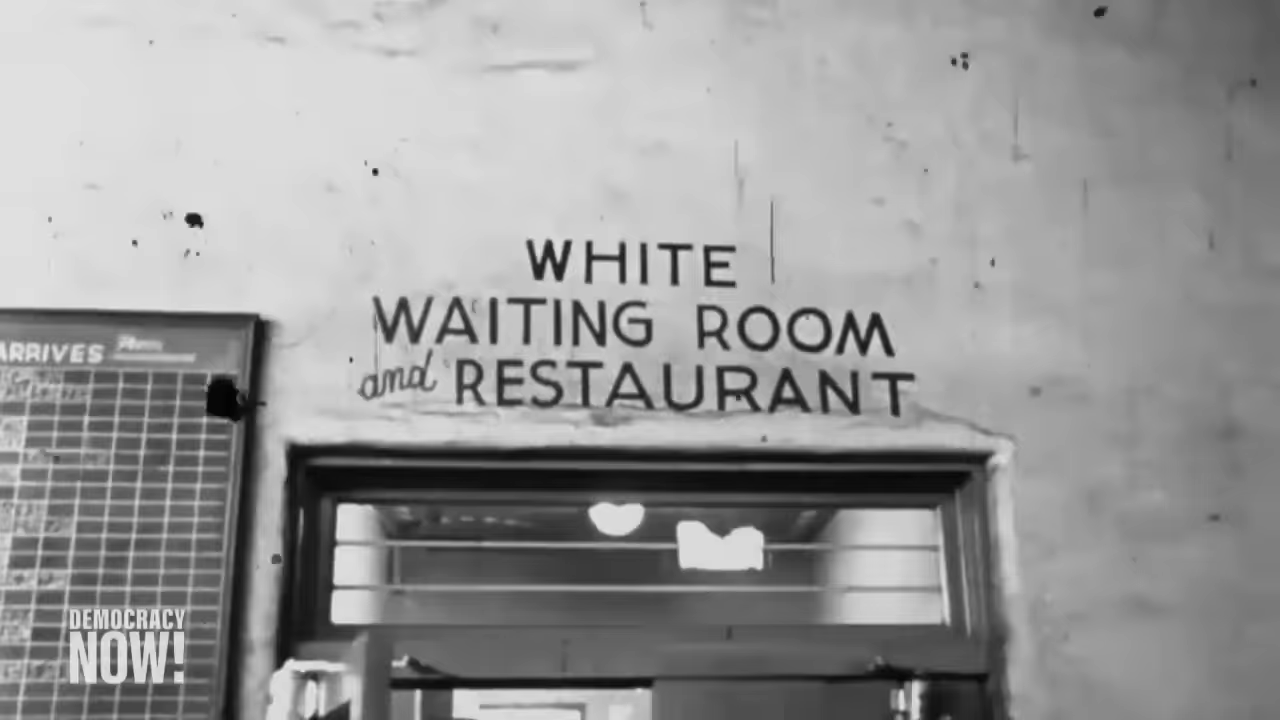 WHITE
WAITING ROOM
and RESTAURANT
ARRIVES
DEMOCRACY
NOW!